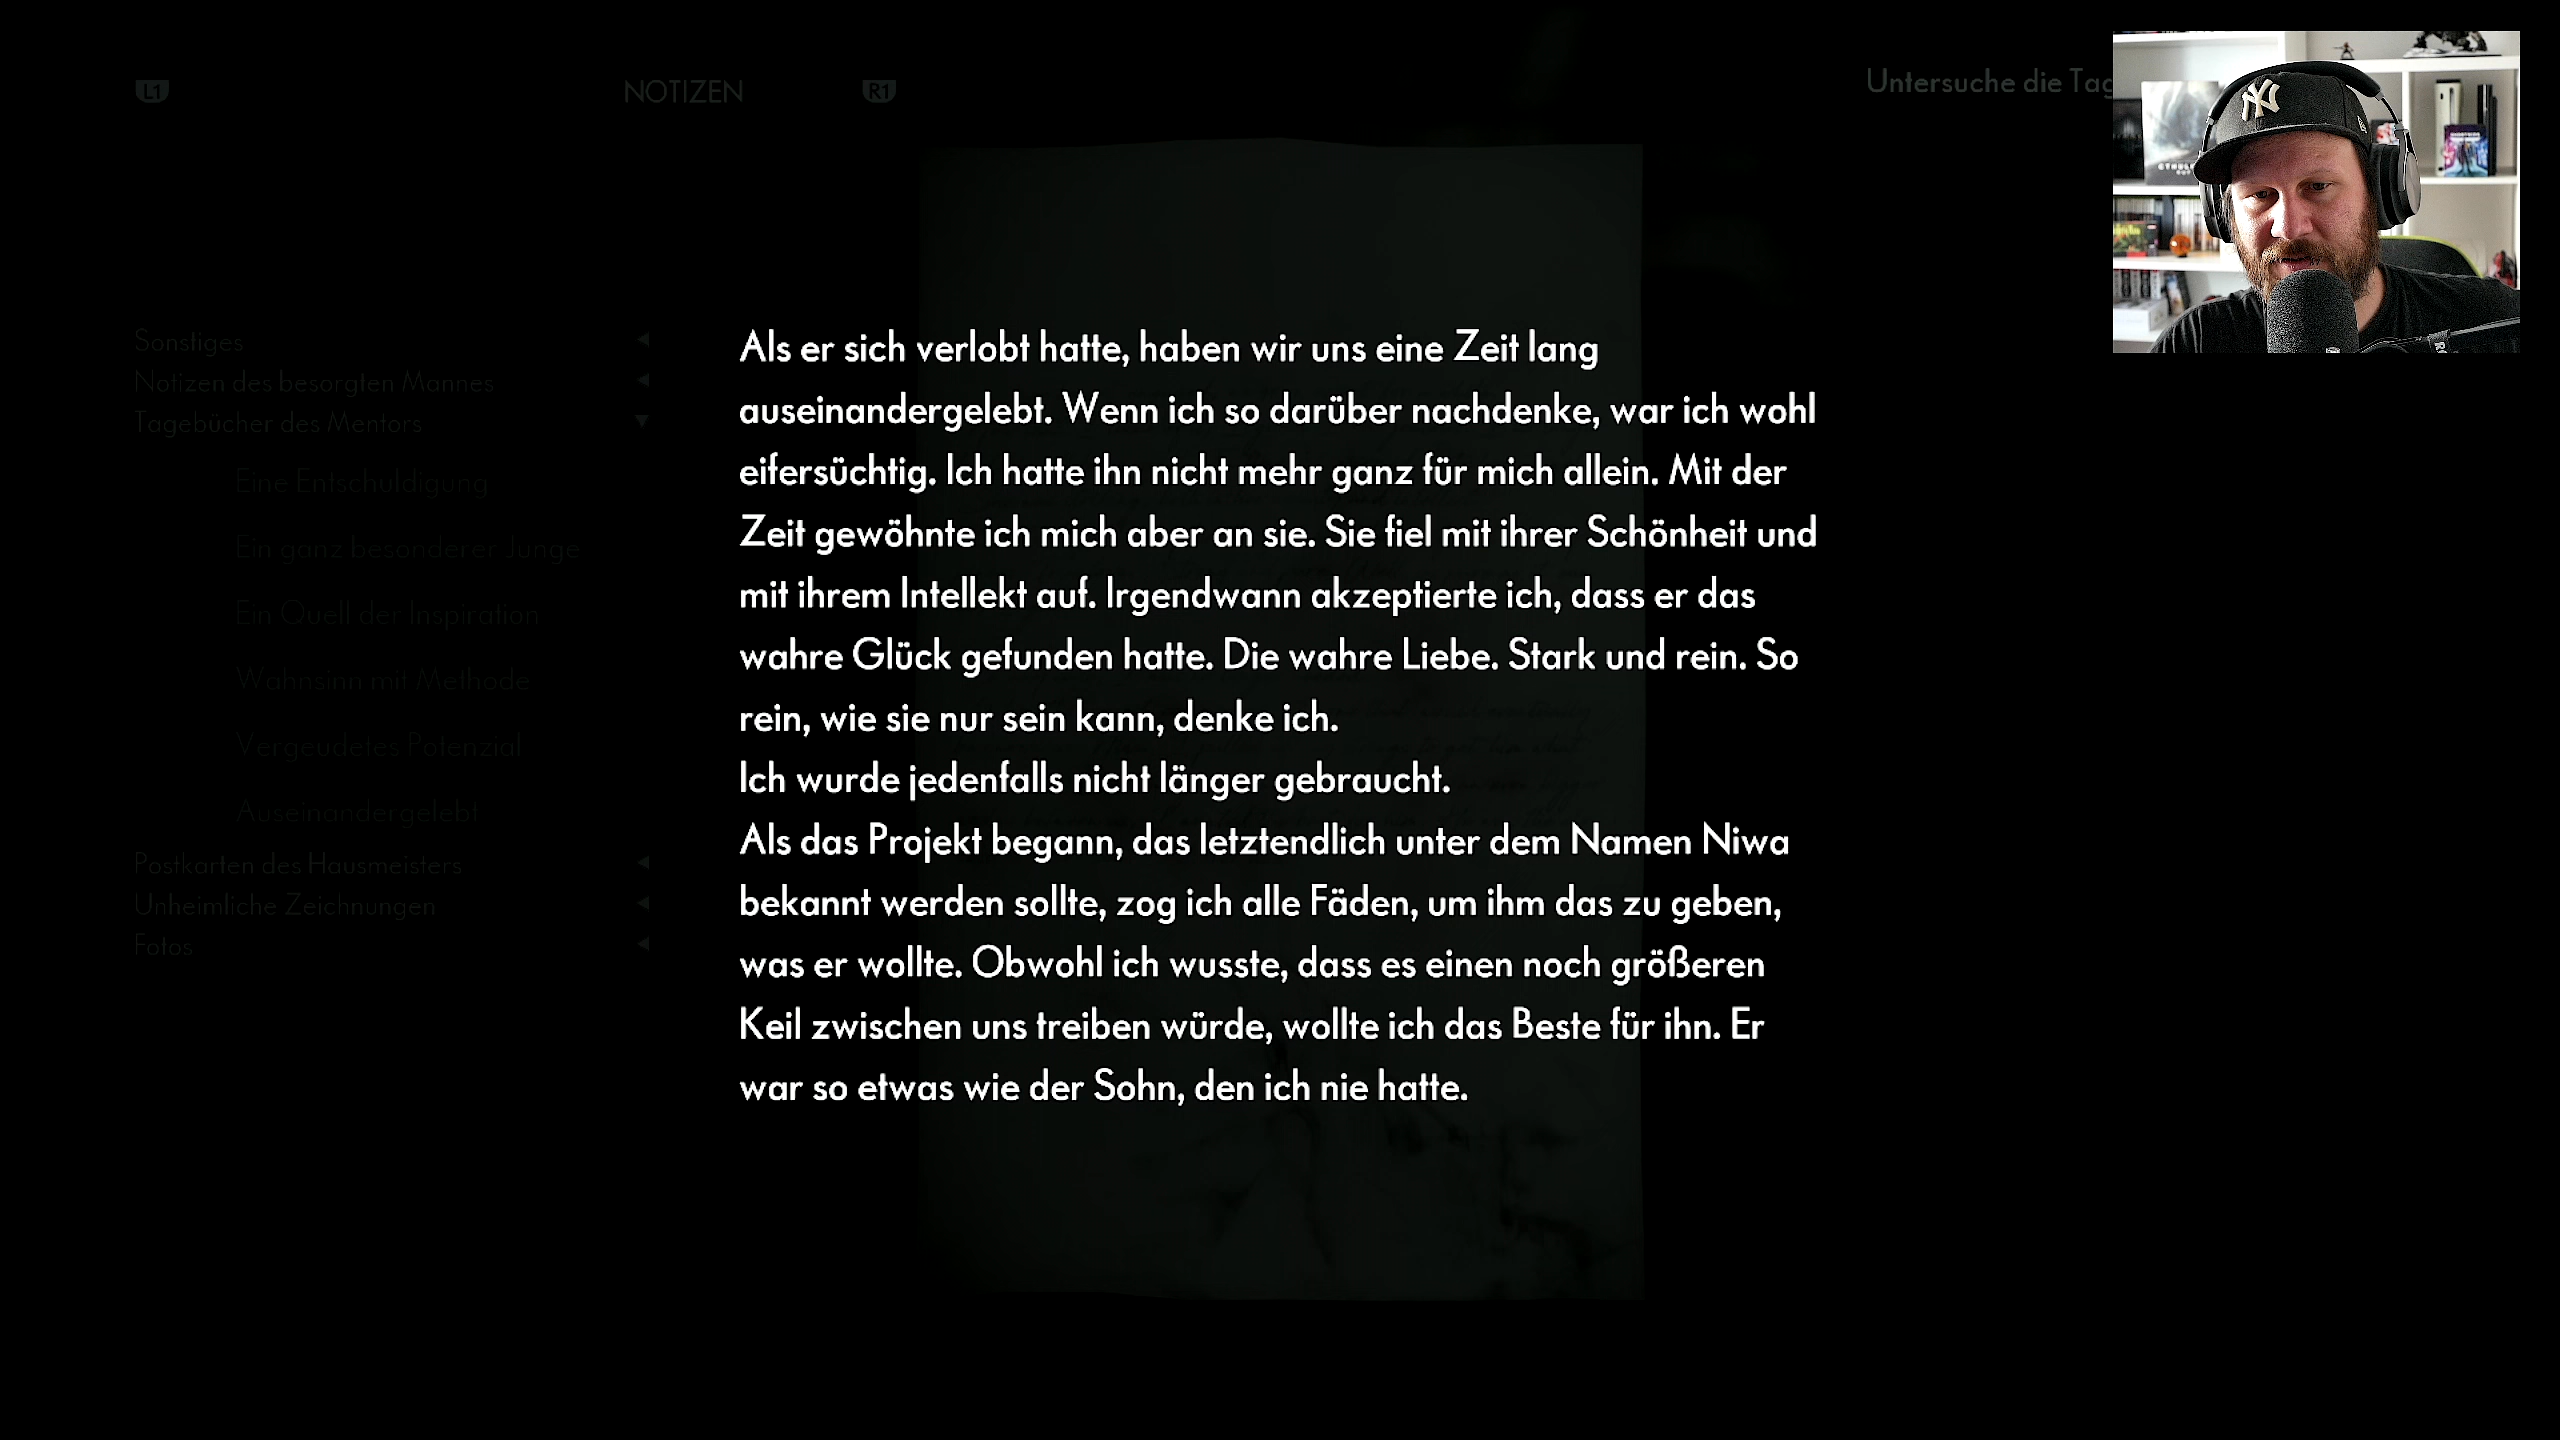 L1 NOTIZEN R1
Untersuche die Tag
Sonstiges
Notizen des besorgten Mannes
Tagebücher des Mentors
Eine Entschuldigung
Ein ganz besonderer Junge
Ein Quell der Inspiration
Wahnsinn mit Methode
Vergeudetes Potenzial
Auseinandergelebt
Postkarten des Hausmeisters
Unheimliche Zeichnungen
Fotos
Als er sich verlobt hatte, haben wir uns eine Zeit lang
auseinandergelebt. Wenn ich so darüber nachdenke, war ich wohl
eifersüchtig. Ich hatte ihn nicht mehr ganz für mich allein. Mit der
Zeit gewöhnte ich mich aber an sie. Sie fiel mit ihrer Schönheit und
mit ihrem Intellekt auf. Irgendwann akzeptierte ich, dass er das
wahre Glück gefunden hatte. Die wahre Liebe. Stark und rein. So
rein, wie sie nur sein kann, denke ich.
Ich wurde jedenfalls nicht länger gebraucht.
Als das Projekt begann, das letztendlich unter dem Namen Niwa
bekannt werden sollte, zog ich alle Fäden, um ihm das zu geben,
was er wollte. Obwohl ich wusste, dass es einen noch größeren
Keil zwischen uns treiben würde, wollte ich das Beste für ihn. Er
war so etwas wie der Sohn, den ich nie hatte.